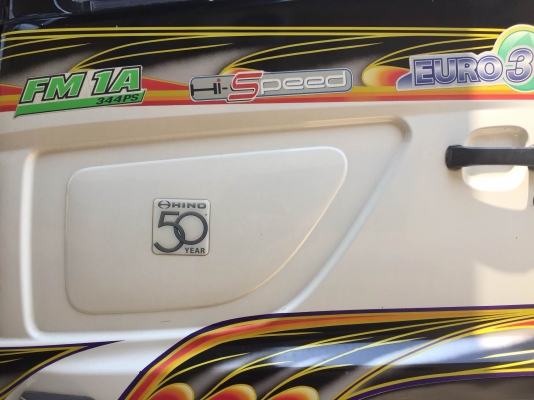 FM 1A
344PS
Hi-Speed
EURO 3
HINO
50
YEAR